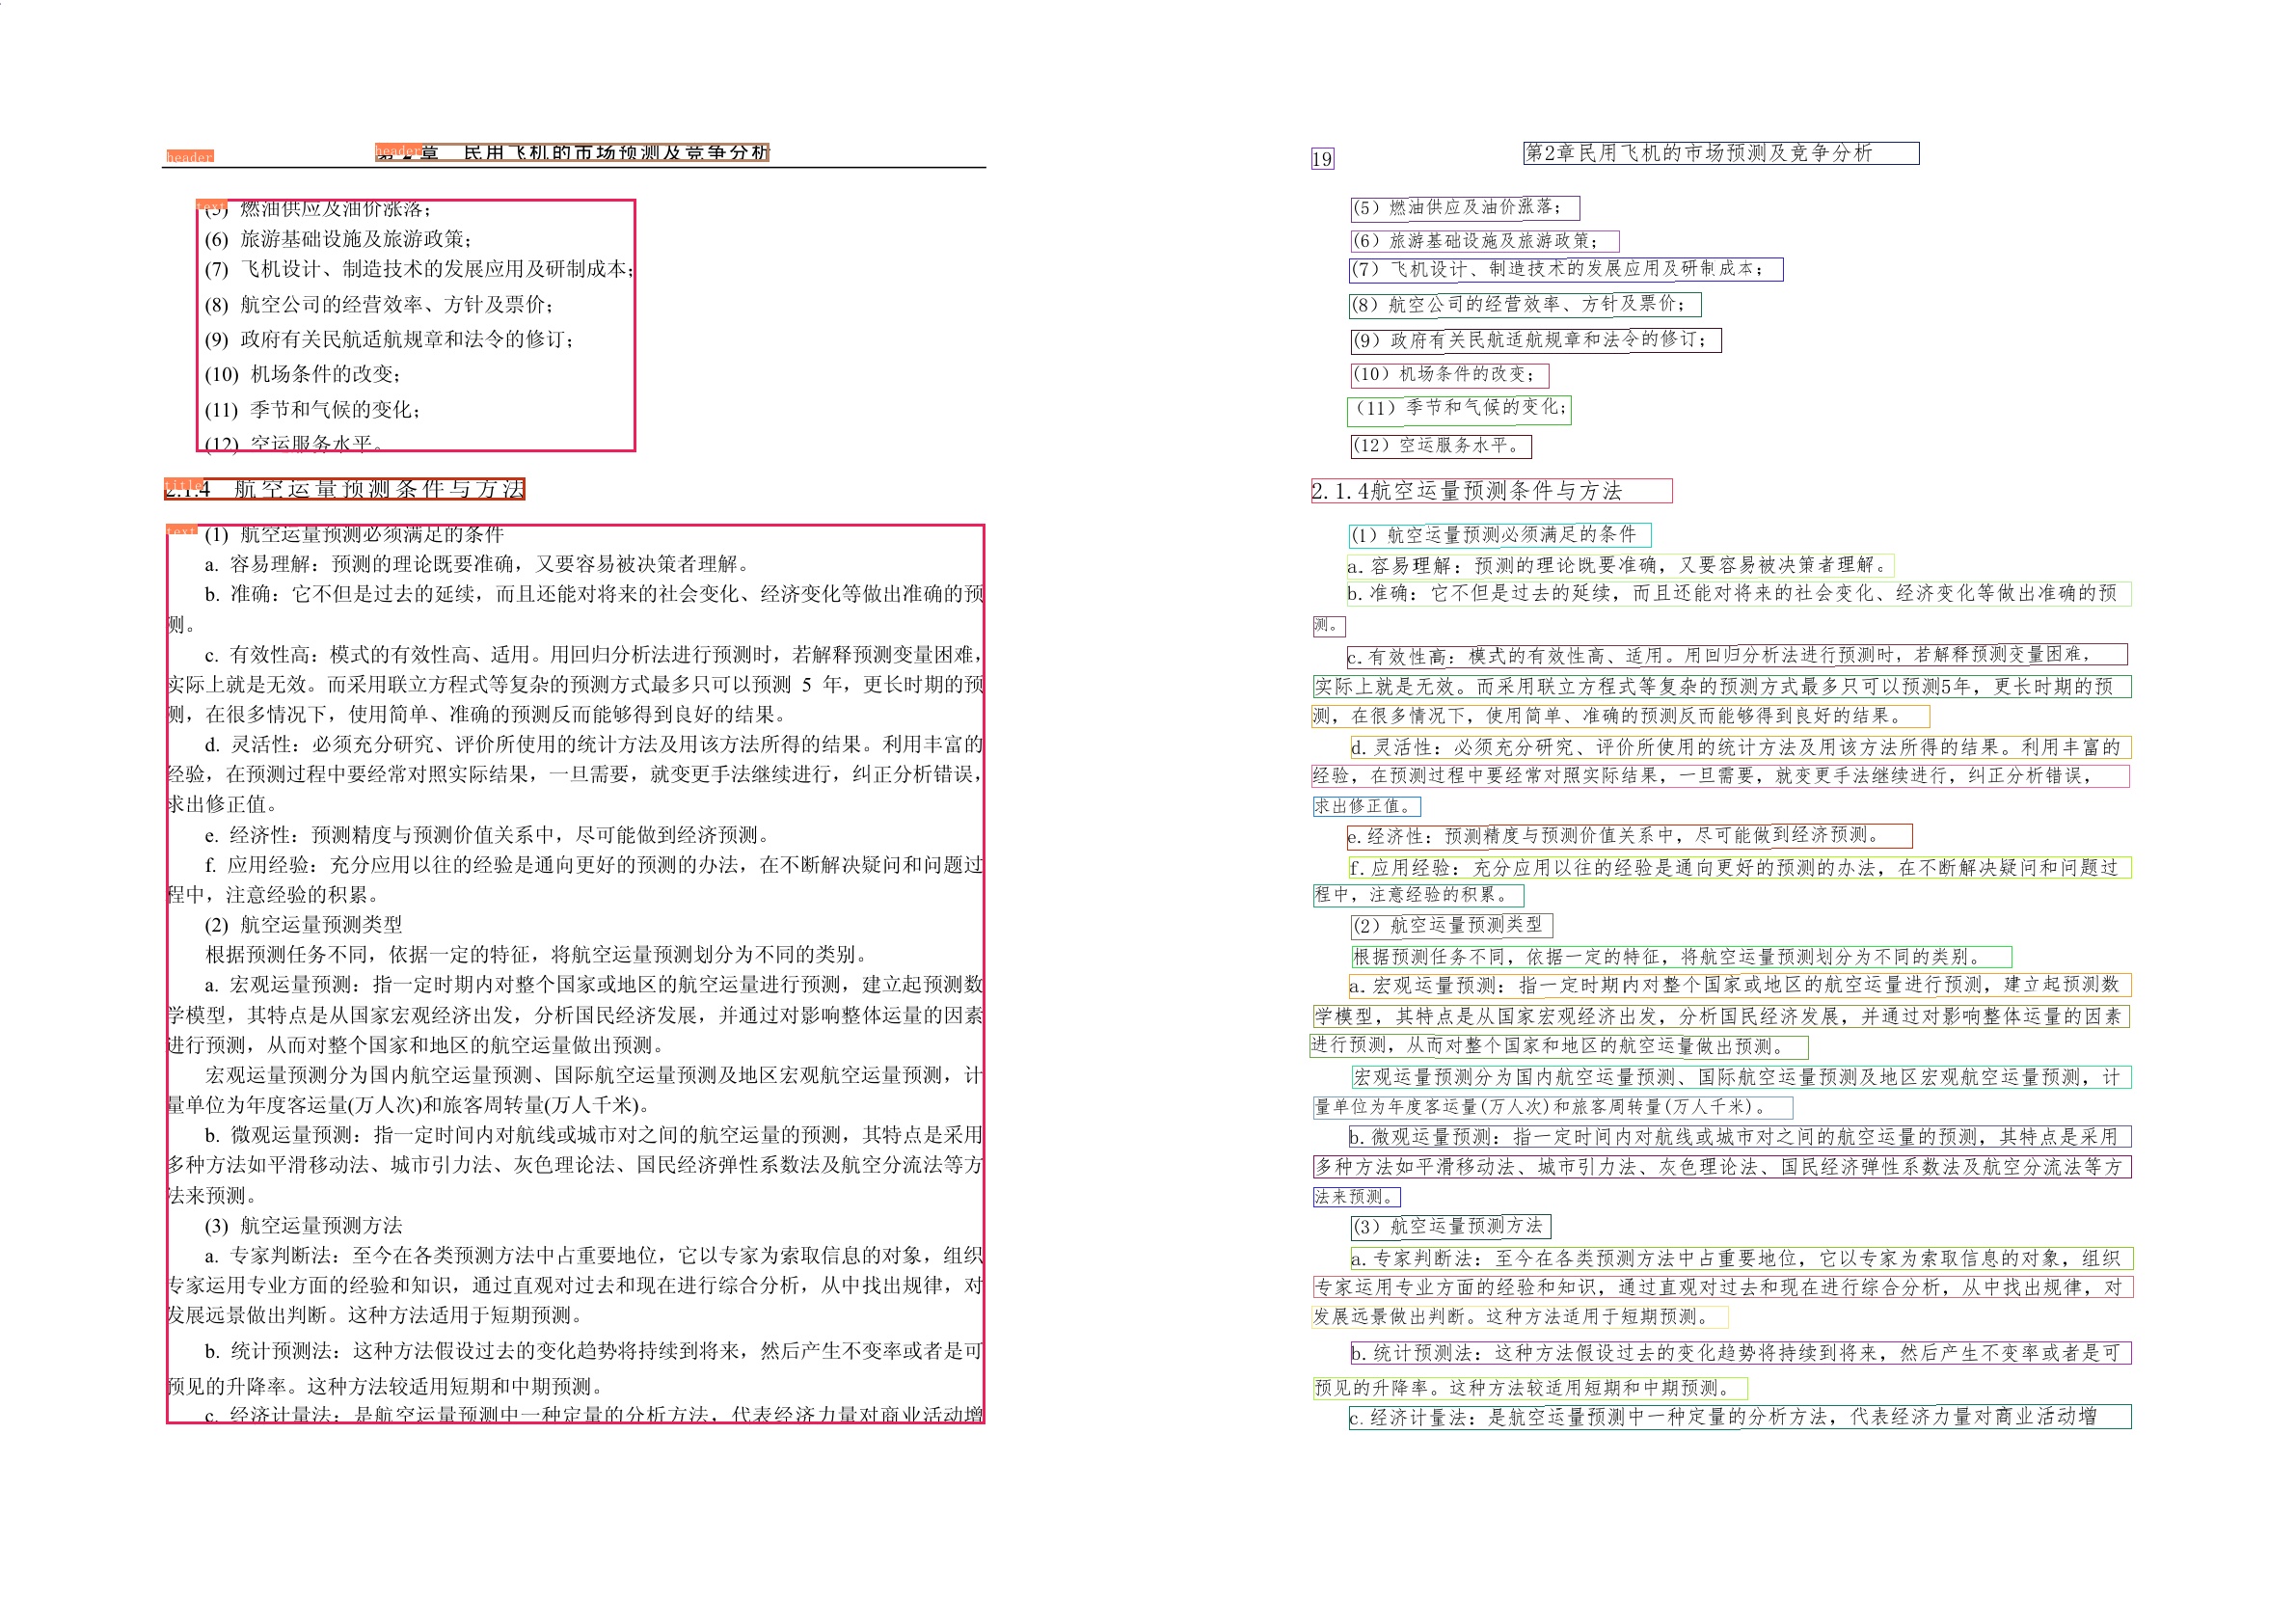 header
header
第 2 章 民用飞机的市场预测及竞争分析
text
(5) 燃油供应及油价涨落；
(6) 旅游基础设施及旅游政策；
(7) 飞机设计、制造技术的发展应用及研制成本；
(8) 航空公司的经营效率、方针及票价；
(9) 政府有关民航适航规章和法令的修订；
(10) 机场条件的改变；
(11) 季节和气候的变化；
(12) 空运服务水平。
title
2.1.4 航空运量预测条件与方法
text
(1) 航空运量预测必须满足的条件
a. 容易理解：预测的理论既要准确，又要容易被决策者理解。
b. 准确：它不但是过去的延续，而且还能对将来的社会变化、经济变化等做出准确的预
测。
c. 有效性高：模式的有效性高、适用。用回归分析法进行预测时，若解释预测变量困难，
实际上就是无效。而采用联立方程式等复杂的预测方式最多只可以预测 5 年，更长时期的预
测，在很多情况下，使用简单、准确的预测反而能够得到良好的结果。
d. 灵活性：必须充分研究、评价所使用的统计方法及用该方法所得的结果。利用丰富的
经验，在预测过程中要经常对照实际结果，一旦需要，就变更手法继续进行，纠正分析错误，
求出修正值。
e. 经济性：预测精度与预测价值关系中，尽可能做到经济预测。
f. 应用经验：充分应用以往的经验是通向更好的预测的办法，在不断解决疑问和问题过
程中，注意经验的积累。
(2) 航空运量预测类型
根据预测任务不同，依据一定的特征，将航空运量预测划分为不同的类别。
a. 宏观运量预测：指一定时期内对整个国家或地区的航空运量进行预测，建立起预测数
学模型，其特点是从国家宏观经济出发，分析国民经济发展，并通过对影响整体运量的因素
进行预测，从而对整个国家和地区的航空运量做出预测。
宏观运量预测分为国内航空运量预测、国际航空运量预测及地区宏观航空运量预测，计
量单位为年度客运量(万人次)和旅客周转量(万人千米)。
b. 微观运量预测：指一定时间内对航线或城市对之间的航空运量的预测，其特点是采用
多种方法如平滑移动法、城市引力法、灰色理论法、国民经济弹性系数法及航空分流法等方
法来预测。
(3) 航空运量预测方法
a. 专家判断法：至今在各类预测方法中占重要地位，它以专家为索取信息的对象，组织
专家运用专业方面的经验和知识，通过直观对过去和现在进行综合分析，从中找出规律，对
发展远景做出判断。这种方法适用于短期预测。
b. 统计预测法：这种方法假设过去的变化趋势将持续到将来，然后产生不变率或者是可
预见的升降率。这种方法较适用短期和中期预测。
c. 经济计量法：是航空运量预测中一种定量的分析方法，代表经济力量对商业活动增
19
第2章民用飞机的市场预测及竞争分析
(5）燃油供应及油价涨落；
(6）旅游基础设施及旅游政策；
(7）飞机设计、制造技术的发展应用及研制成本；
(8）航空公司的经营效率、方针及票价；
(9）政府有关民航适航规章和法令的修订；
(10）机场条件的改变；
（11）季节和气候的变化；
(12）空运服务水平。
2.1.4航空运量预测条件与方法
(1）航空运量预测必须满足的条件
a.容易理解：预测的理论既要准确，又要容易被决策者理解。
b.准确：它不但是过去的延续，而且还能对将来的社会变化、经济变化等做出准确的预
测。
c.有效性高：模式的有效性高、适用。用回归分析法进行预测时，若解释预测变量困难，
实际上就是无效。而采用联立方程式等复杂的预测方式最多只可以预测5年，更长时期的预
测，在很多情况下，使用简单、准确的预测反而能够得到良好的结果。
d.灵活性：必须充分研究、评价所使用的统计方法及用该方法所得的结果。利用丰富的
经验，在预测过程中要经常对照实际结果，一旦需要，就变更手法继续进行，纠正分析错误，
求出修正值。
e.经济性：预测精度与预测价值关系中，尽可能做到经济预测。
f.应用经验：充分应用以往的经验是通向更好的预测的办法，在不断解决疑问和问题过
程中，注意经验的积累。
(2）航空运量预测类型
根据预测任务不同，依据一定的特征，将航空运量预测划分为不同的类别。
a.宏观运量预测：指一定时期内对整个国家或地区的航空运量进行预测，建立起预测数
学模型，其特点是从国家宏观经济出发，分析国民经济发展，并通过对影响整体运量的因素
进行预测，从而对整个国家和地区的航空运量做出预测。
宏观运量预测分为国内航空运量预测、国际航空运量预测及地区宏观航空运量预测，计
量单位为年度客运量(万人次)和旅客周转量(万人千米)。
b.微观运量预测：指一定时间内对航线或城市对之间的航空运量的预测，其特点是采用
多种方法如平滑移动法、城市引力法、灰色理论法、国民经济弹性系数法及航空分流法等方
法来预测。
(3）航空运量预测方法
a.专家判断法：至今在各类预测方法中占重要地位，它以专家为索取信息的对象，组织
专家运用专业方面的经验和知识，通过直观对过去和现在进行综合分析，从中找出规律，对
发展远景做出判断。这种方法适用于短期预测。
b.统计预测法：这种方法假设过去的变化趋势将持续到将来，然后产生不变率或者是可
预见的升降率。这种方法较适用短期和中期预测。
c.经济计量法：是航空运量预测中一种定量的分析方法，代表经济力量对商业活动增